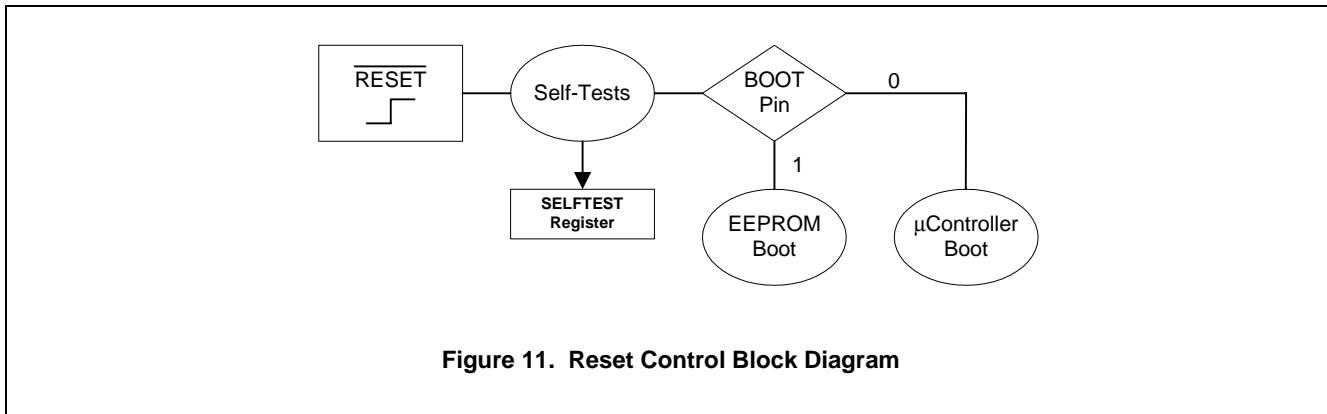 RESET
Self-Tests
BOOT
Pin
0
1
SELFTEST
Register
EEPROM
Boot
μController
Boot
Figure 11. Reset Control Block Diagram